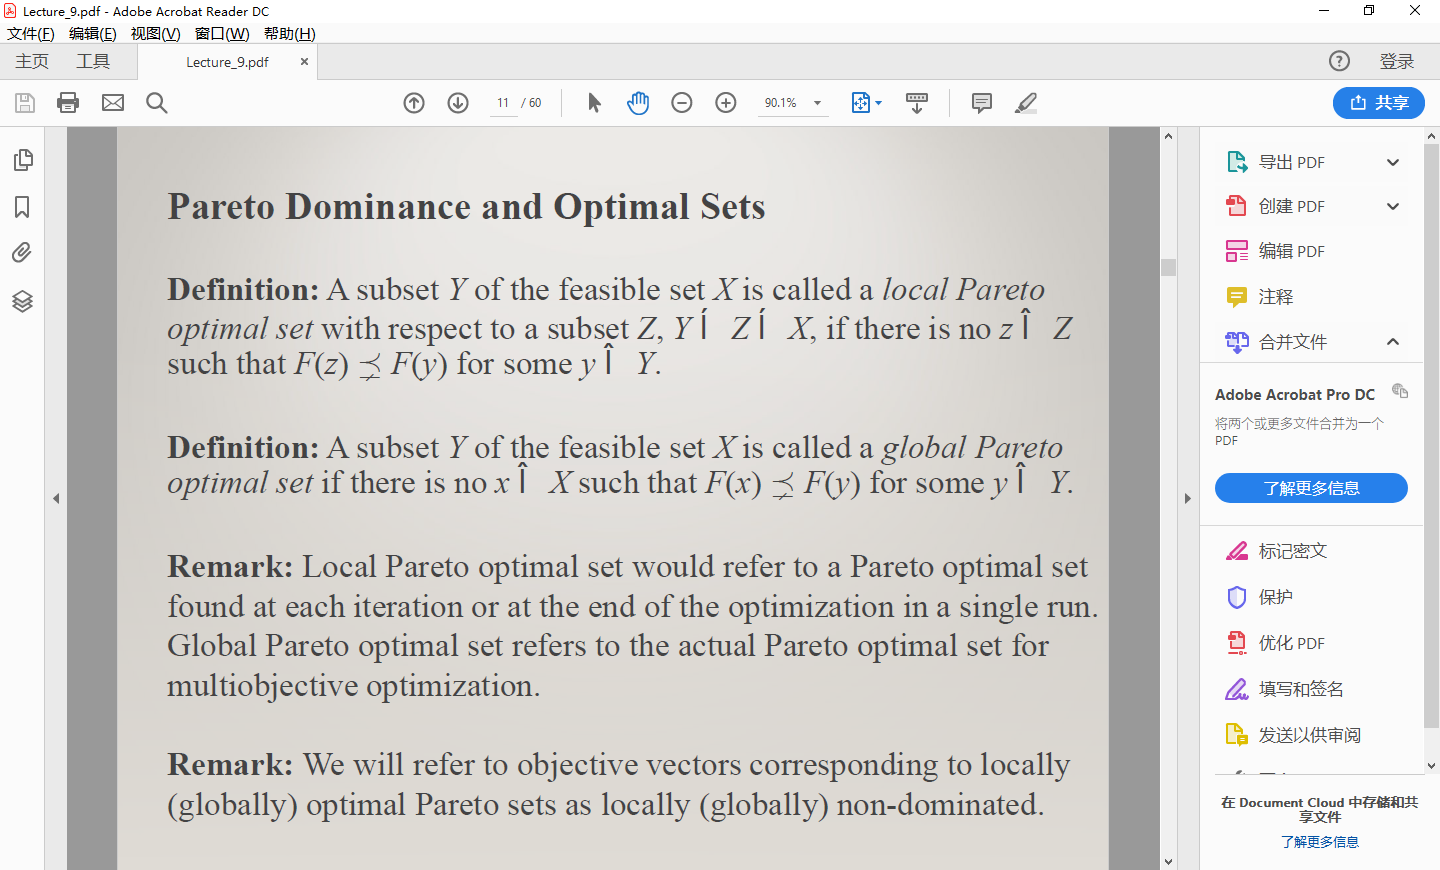 Lecture_9.pdf - Adobe Acrobat Reader DC
文件(F) 编辑(E) 视图(V) 窗口(W) 帮助(H)
主页 工具 Lecture_9.pdf × 登录
11 / 60 90.1% 共享
Pareto Dominance and Optimal Sets
Definition: A subset Y of the feasible set X is called a local Pareto
optimal set with respect to a subset Z, Y Í Z Í X, if there is no z Î Z
such that F(z) ⋨ F(y) for some y Î Y.
Definition: A subset Y of the feasible set X is called a global Pareto
optimal set if there is no x Î X such that F(x) ⋨ F(y) for some y Î Y.
Remark: Local Pareto optimal set would refer to a Pareto optimal set
found at each iteration or at the end of the optimization in a single run.
Global Pareto optimal set refers to the actual Pareto optimal set for
multiobjective optimization.
Remark: We will refer to objective vectors corresponding to locally
(globally) optimal Pareto sets as locally (globally) non-dominated.
导出 PDF
创建 PDF
编辑 PDF
注释
合并文件
Adobe Acrobat Pro DC
将两个或更多文件合并为一个
PDF
了解更多信息
标记密文
保护
优化 PDF
填写和签名
发送以供审阅
在 Document Cloud 中存储和共
享文件
了解更多信息